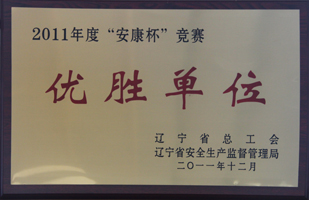 2011年度“安康杯”竞赛
优胜单位
辽宁省总工会
辽宁省安全生产监督管理局
二〇一一年十二月